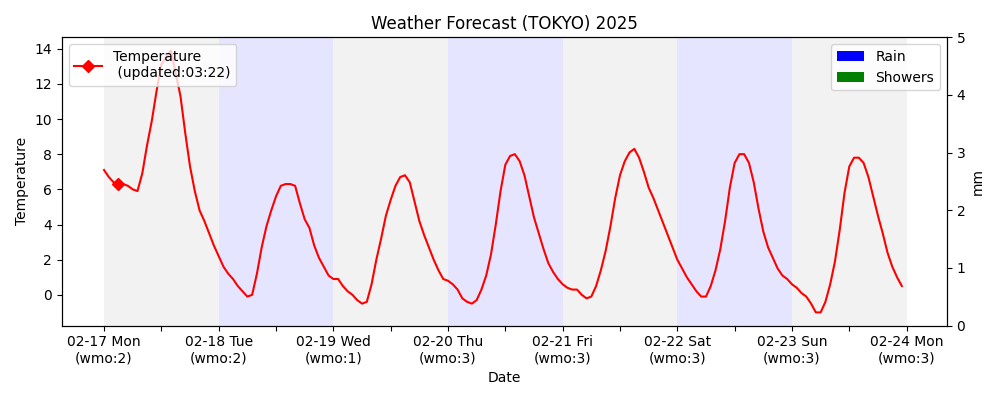 Weather Forecast (TOKYO) 2025
Temperature
(updated:03:22)
Rain
Showers
14
12
10
8
6
4
2
0
Temperature
5
4
3
2
1
0
mm
02-17 Mon 02-18 Tue 02-19 Wed 02-20 Thu 02-21 Fri 02-22 Sat 02-23 Sun 02-24 Mon
(wmo:2) (wmo:2) (wmo:1) (wmo:3) (wmo:3) (wmo:3) (wmo:3) (wmo:3)
Date